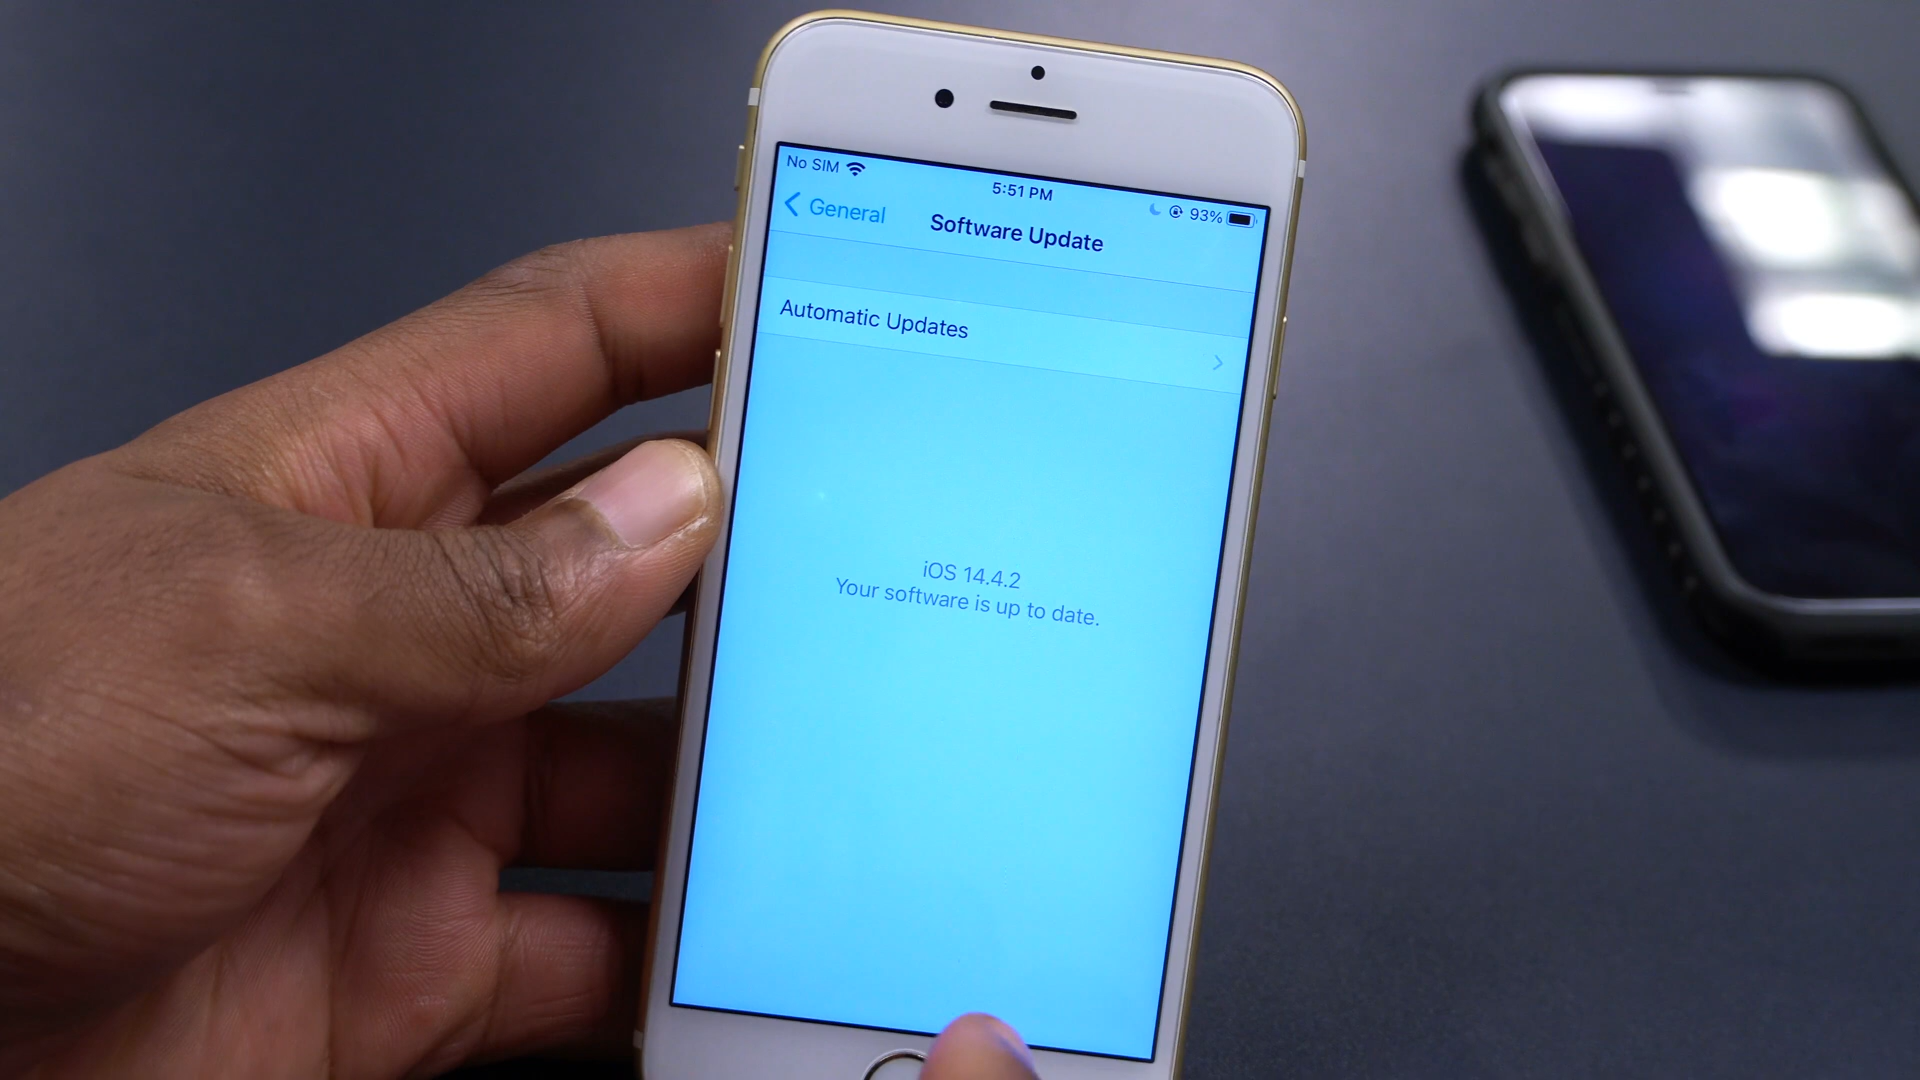 No SIM
5:51 PM
93%
General
Software Update
Automatic Updates
iOS 14.4.2
Your software is up to date.